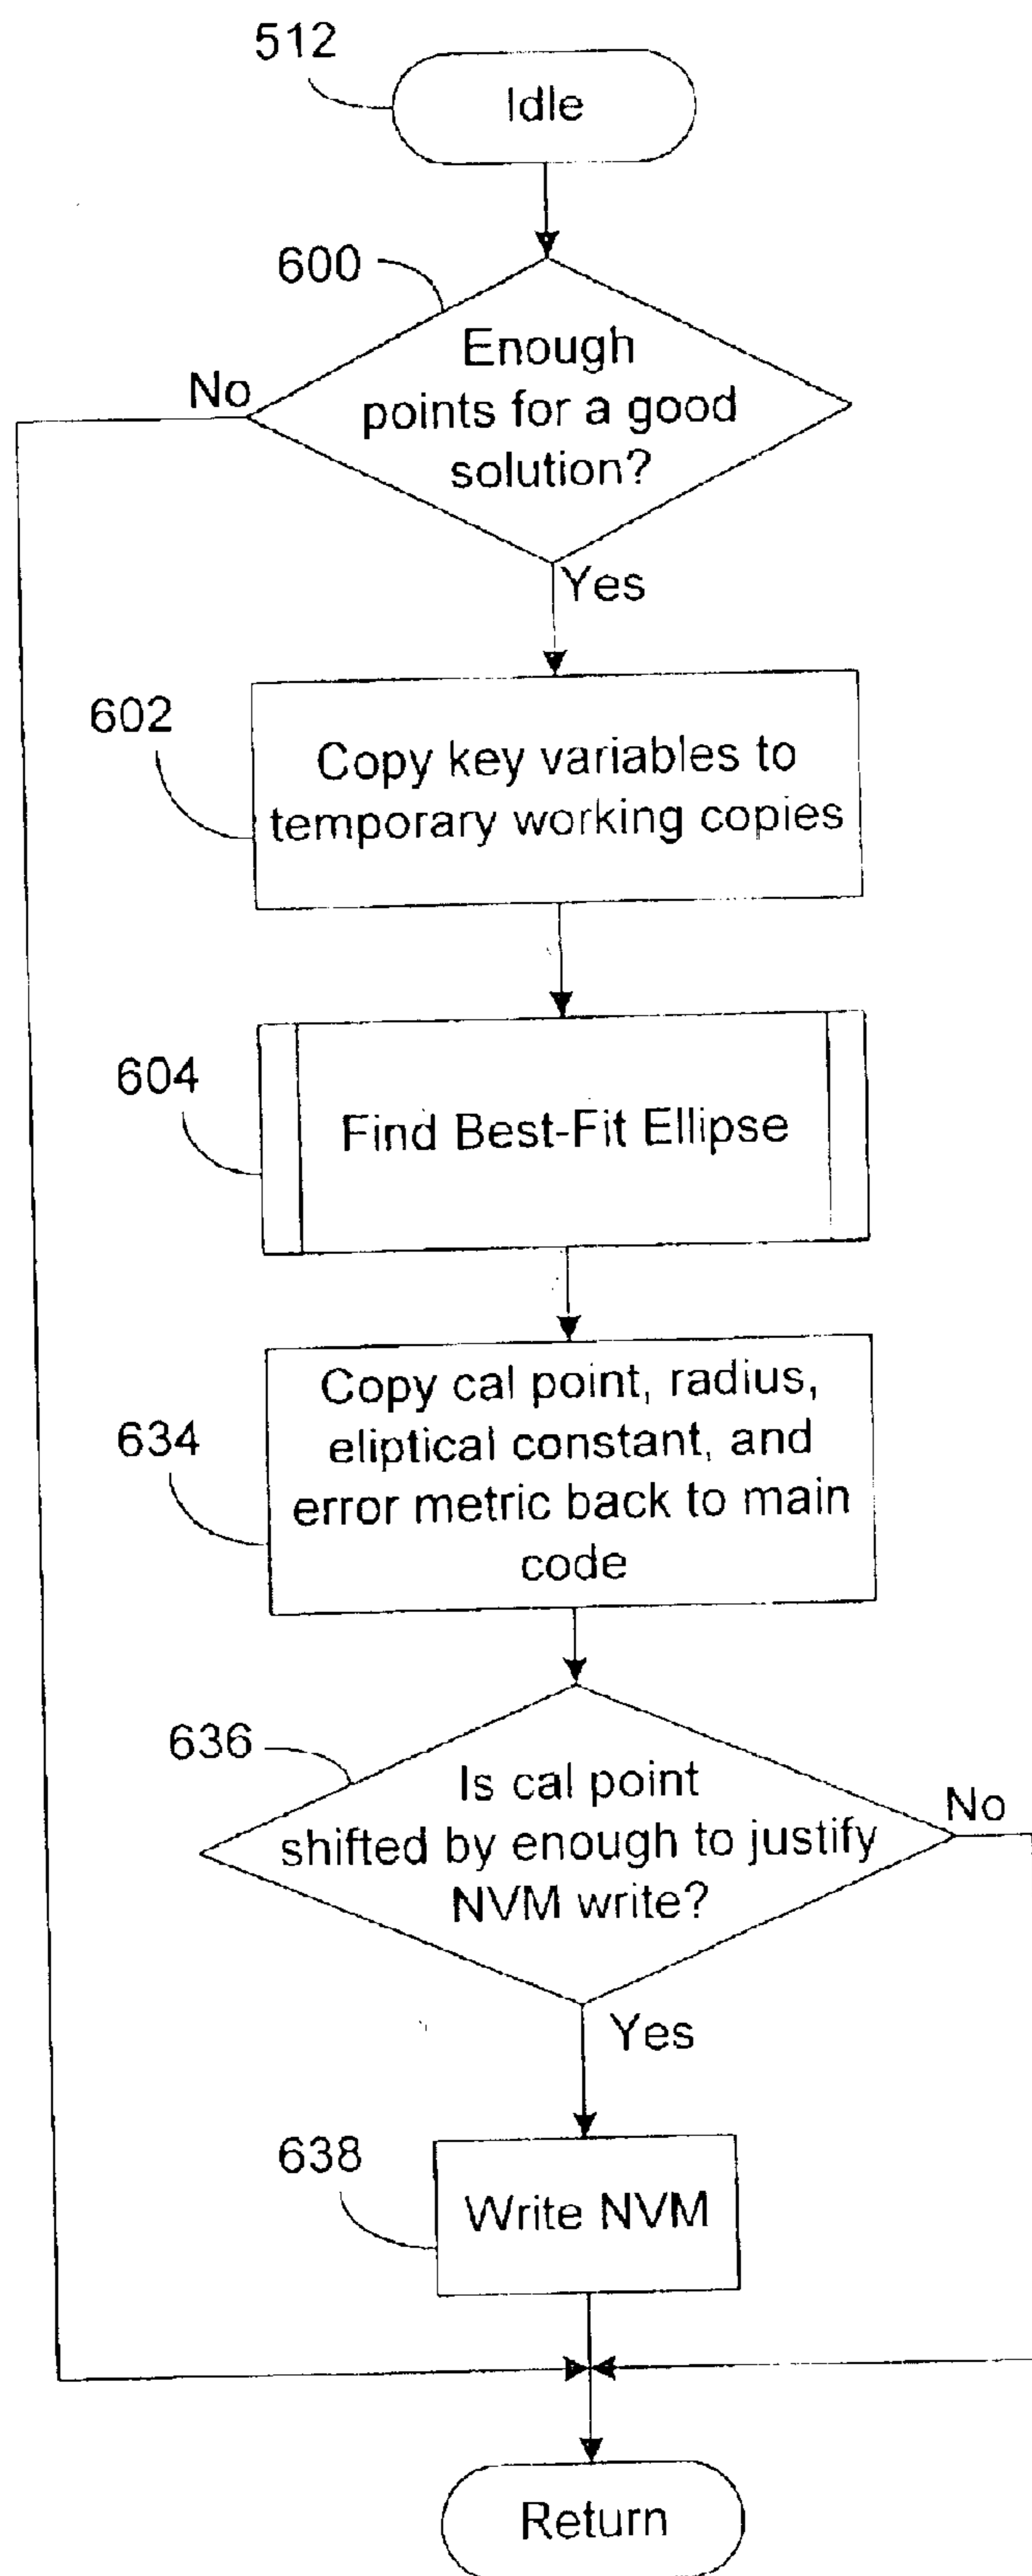 512
Idle
600
No
Enough
points for a good
solution?
Yes
602
Copy key variables to
temporary working copies
604
Find Best-Fit Ellipse
634
Copy cal point, radius,
eliptical constant, and
error metric back to main
code
636
Is cal point
shifted by enough to justify
NVM write?
No
Yes
638
Write NVM
Return